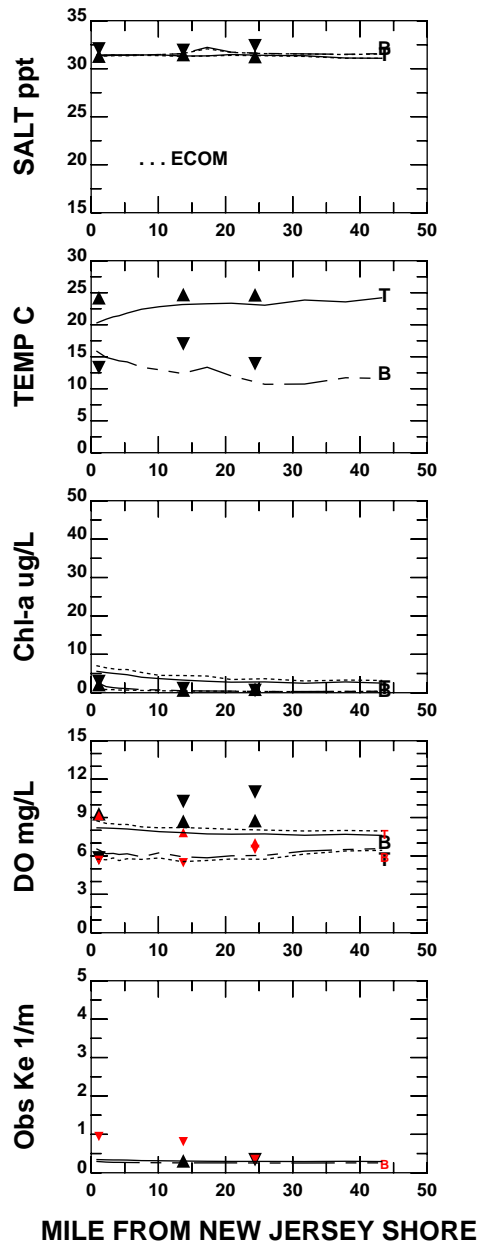 SALT ppt
35
30
25
20
15
B
T
. . . ECOM
0 10 20 30 40 50
TEMP C
30
25
20
15
10
5
0
T
B
0 10 20 30 40 50
Chl-a ug/L
50
40
30
20
10
0
T
B
0 10 20 30 40 50
DO mg/L
15
12
9
6
3
0
T
B
B
T
0 10 20 30 40 50
Obs Ke 1/m
5
4
3
2
1
0
B
0 10 20 30 40 50
MILE FROM NEW JERSEY SHORE